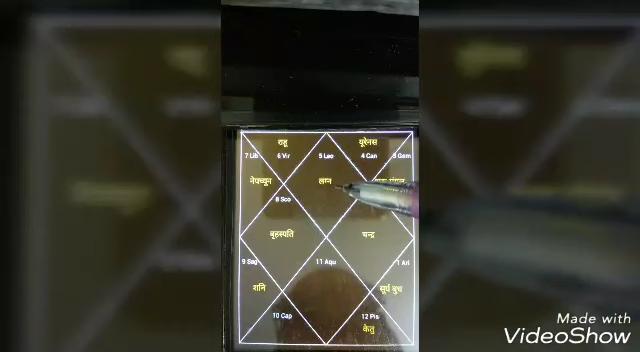 राहू यूरेनस
7 Lib 6 Vir 5 Leo 4 Can 3 Gem
नेफ्च्यून लग्न
8 Sco
बृहस्पति चन्द्र
9 Sag 11 Aqu 1 Ari
शनि सूर्य बुध
10 Cap 12 Pis
केतु
Made with
VideoShow